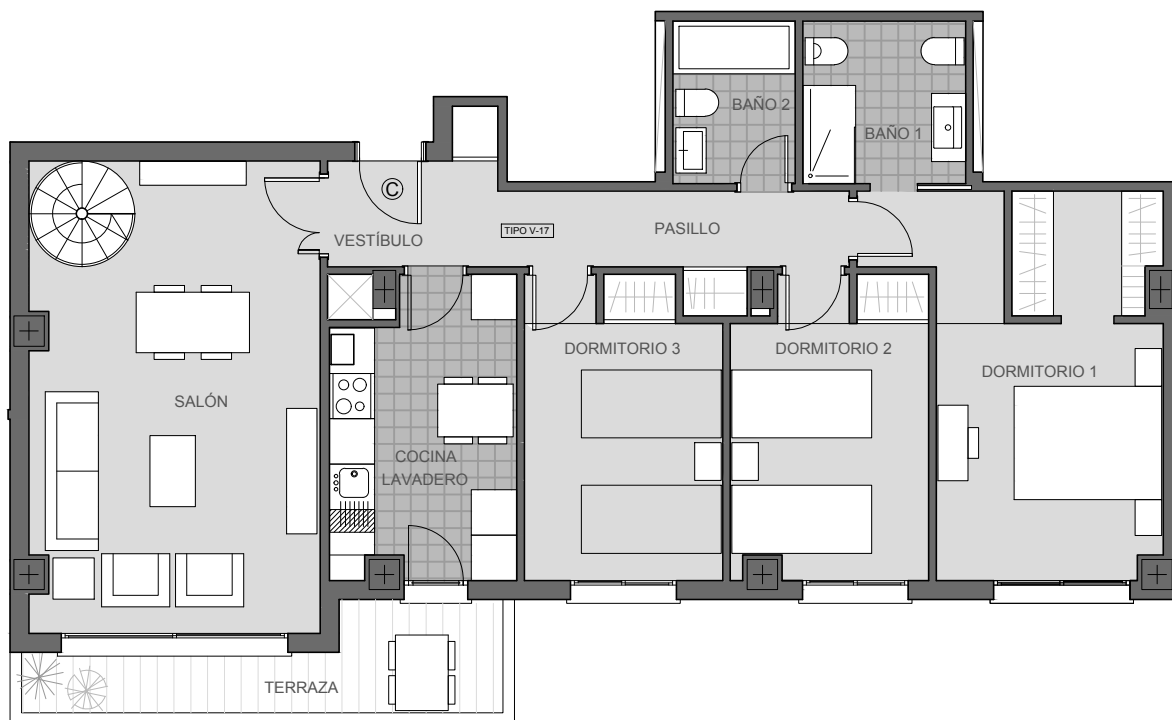 BAÑO 2
BAÑO 1
C
VESTÍBULO
TIPO V-17
PASILLO
DORMITORIO 3
DORMITORIO 2
DORMITORIO 1
SALÓN
COCINA
LAVADERO
TERRAZA